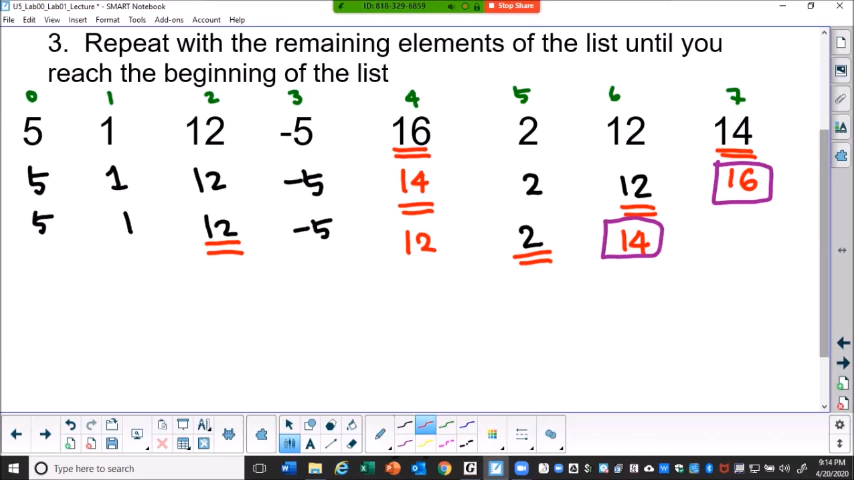 U5_Lab00_Lab01_Lecture * - SMART Notebook
ID: 818-329-6859 Stop Share
File Edit View Insert Format Tools Add-ons Account Help
3. Repeat with the remaining elements of the list until you
reach the beginning of the list
0 1 2 3 4 5 6 7
5 1 12 -5 16 2 12 14
5 1 12 -5 14 2 12 16
5 1 12 -5 12 2 14
Type here to search
9:14 PM
4/20/2020